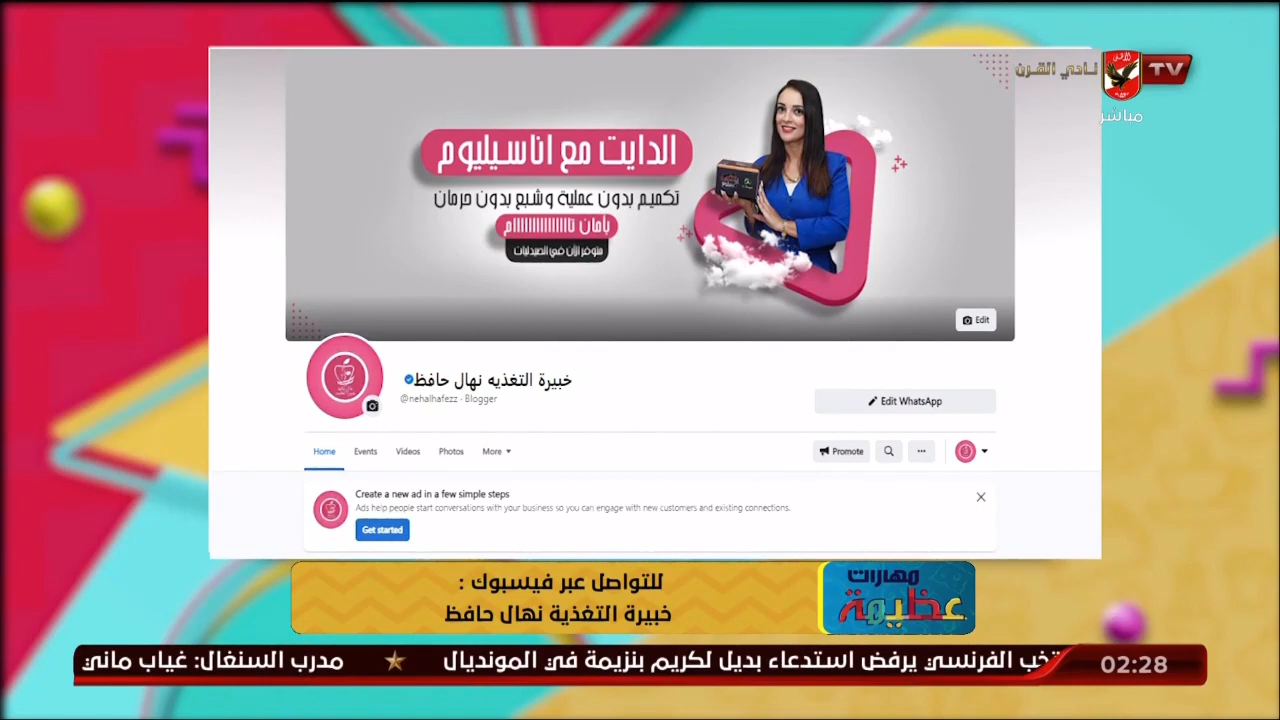 نادي القرن
TV
مباشر
الدايت مع اناسيليوم
تكميم بدون عملية وشبع بدون حرمان
بأمان تاااااااااااااام
متوفر الآن في الصيدليات
Edit
خبيرة التغذيه نهال حافظ
@nehalhafezz · Blogger
Edit WhatsApp
Home Events Videos Photos More
Promote
Create a new ad in a few simple steps
Ads help people start conversations with your business so you can engage with new customers and existing connections.
Get started
مهارات
عظيمة
للتواصل عبر فيسبوك :
خبيرة التغذية نهال حافظ
تخب الفرنسي يرفض استدعاء بديل لكريم بنزيمة في المونديال
مدرب السنغال: غياب ماني
02:28